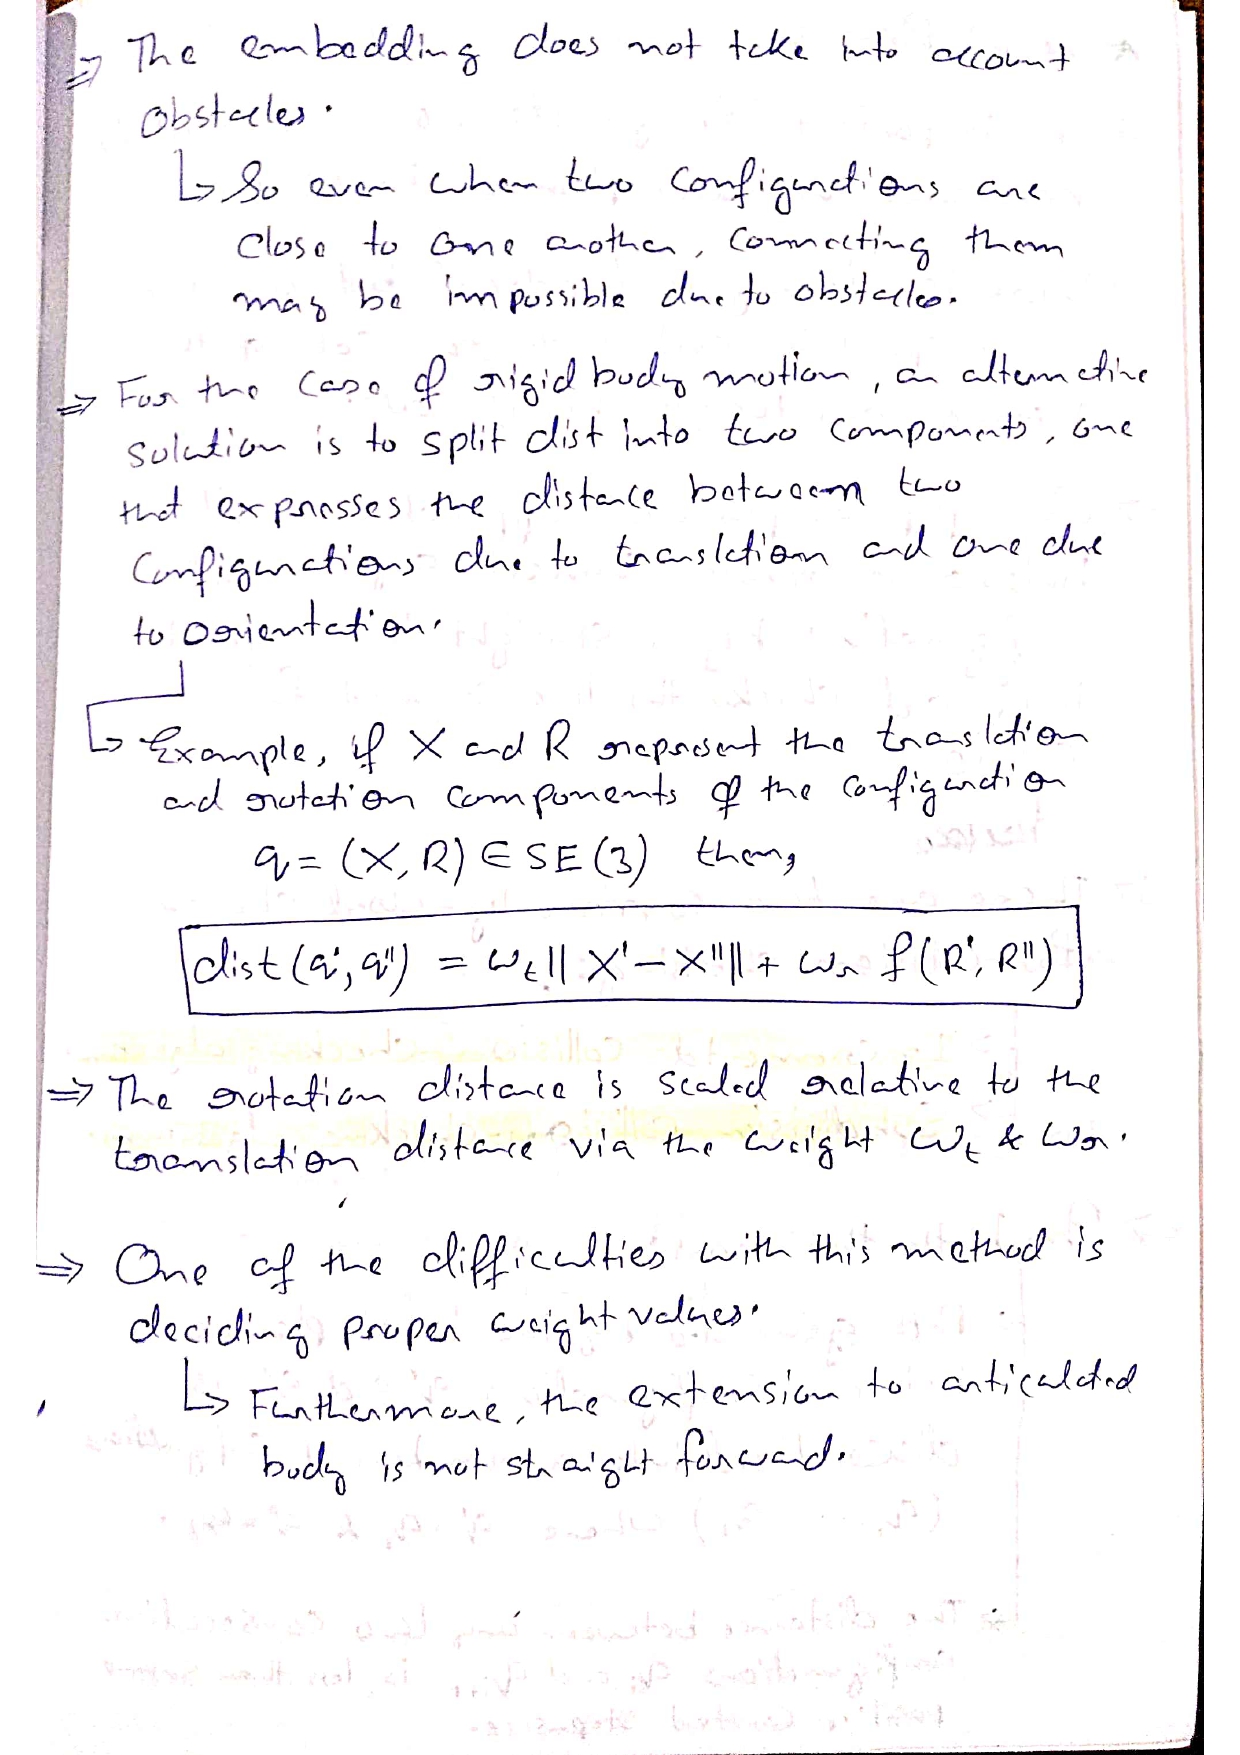 ⇒ The embedding does not take into account
obstacles.
↳ So even when two configurations are
close to one another, connecting them
may be impossible due to obstacles.
⇒ For the case of rigid body motion, an alternative
solution is to split dist into two components, one
that expresses the distance between two
configurations due to translation and one due
to orientation.
↳ Example, if X and R represent the translation
and rotation components of the configuration
q = (X, R) ∈ SE(3) then,
dist(q', q'') = ωt || X' − X'' || + ωr f(R', R'')
⇒ The rotation distance is scaled relative to the
translation distance via the weight ωt & ωr.
⇒ One of the difficulties with this method is
deciding proper weight values.
↳ Furthermore, the extension to articulated
body is not straight forward.